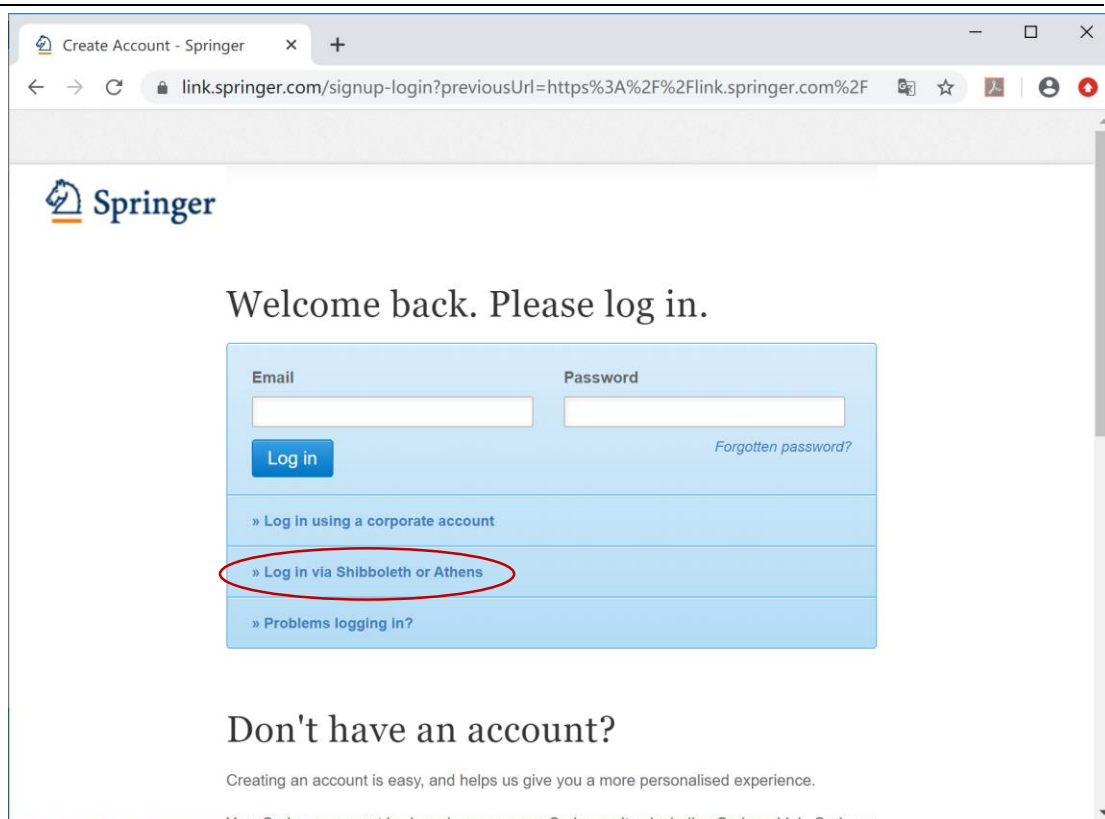 Create Account - Springer
link.springer.com/signup-login?previousUrl=https%3A%2F%2Flink.springer.com%2F
Springer
Welcome back. Please log in.
Email Password
Log in Forgotten password?
» Log in using a corporate account
» Log in via Shibboleth or Athens
» Problems logging in?
Don't have an account?
Creating an account is easy, and helps us give you a more personalised experience.